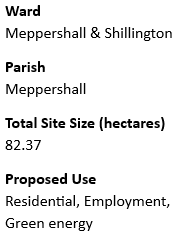 Ward
Meppershall & Shillington
Parish
Meppershall
Total Site Size (hectares)
82.37
Proposed Use
Residential, Employment,
Green energy